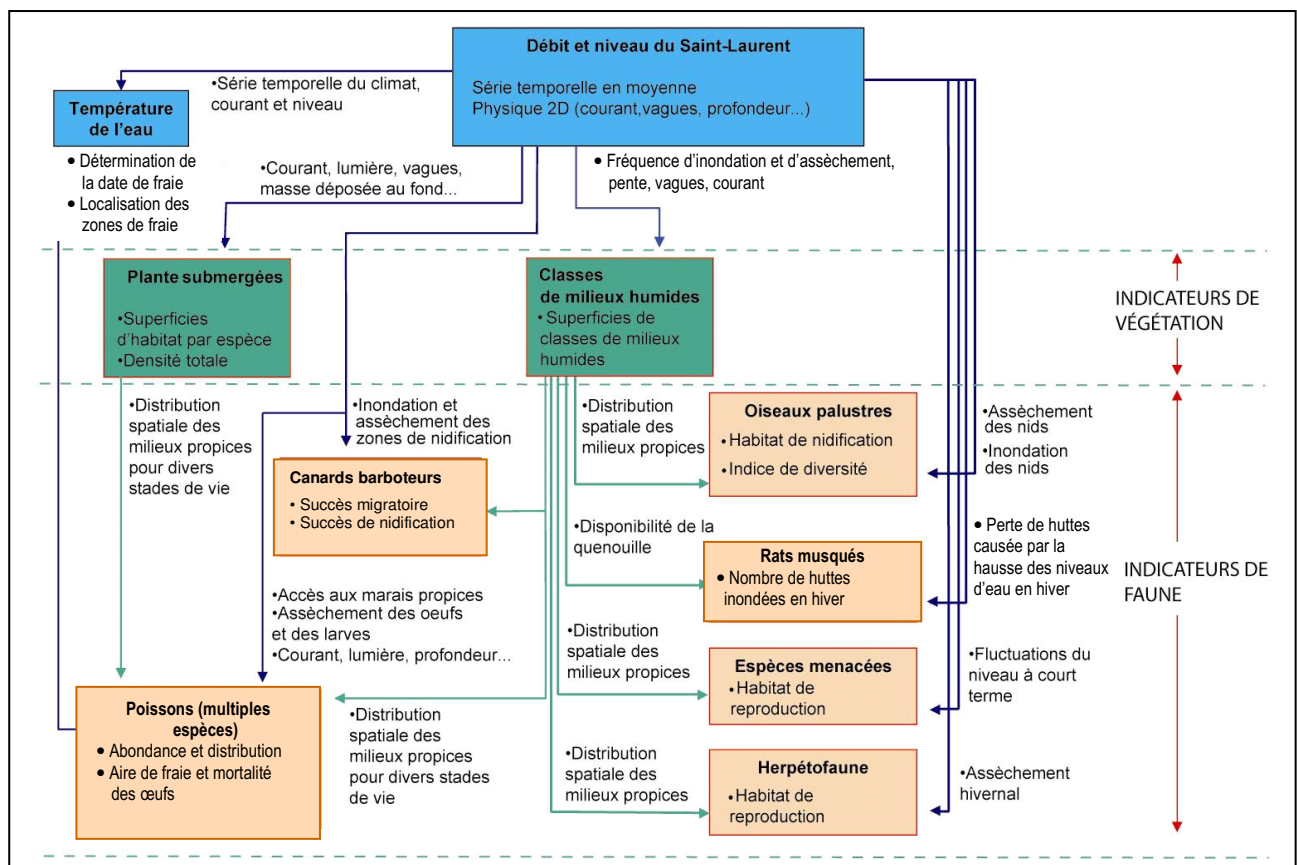 Débit et niveau du Saint-Laurent
Série temporelle en moyenne
Physique 2D (courant,vagues, profondeur...)
•Série temporelle du climat,
courant et niveau
Température
de l'eau
• Détermination de
la date de fraie
• Localisation des
zones de fraie
•Courant, lumière, vagues,
masse déposée au fond...
• Fréquence d'inondation et d'assèchement,
pente, vagues, courant
Plante submergées
•Superficies
d'habitat par espèce
•Densité totale
Classes
de milieux humides
• Superficies de
classes de milieux
humides
INDICATEURS DE
VÉGÉTATION
•Distribution
spatiale des
milieux propices
pour divers
stades de vie
•Inondation et
assèchement des
zones de nidification
•Distribution
spatiale des
milieux propices
Oiseaux palustres
• Habitat de nidification
• Indice de diversité
•Assèchement
des nids
•Inondation
des nids
Canards barboteurs
• Succès migratoire
• Succès de nidification
•Disponibilité de la
quenouille
Rats musqués
• Nombre de huttes
inondées en hiver
• Perte de huttes
causée par la
hausse des niveaux
d'eau en hiver
INDICATEURS DE
FAUNE
•Accès aux marais propices
•Assèchement des oeufs
et des larves
•Courant, lumière, profondeur...
•Distribution
spatiale des
milieux propices
Espèces menacées
• Habitat de
reproduction
•Fluctuations du
niveau à court
terme
Poissons (multiples
espèces)
• Abondance et distribution
• Aire de fraie et mortalité
des œufs
•Distribution
spatiale des
milieux propices
pour divers stades
de vie
•Distribution
spatiale des
milieux propices
Herpétofaune
• Habitat de
reproduction
•Assèchement
hivernal